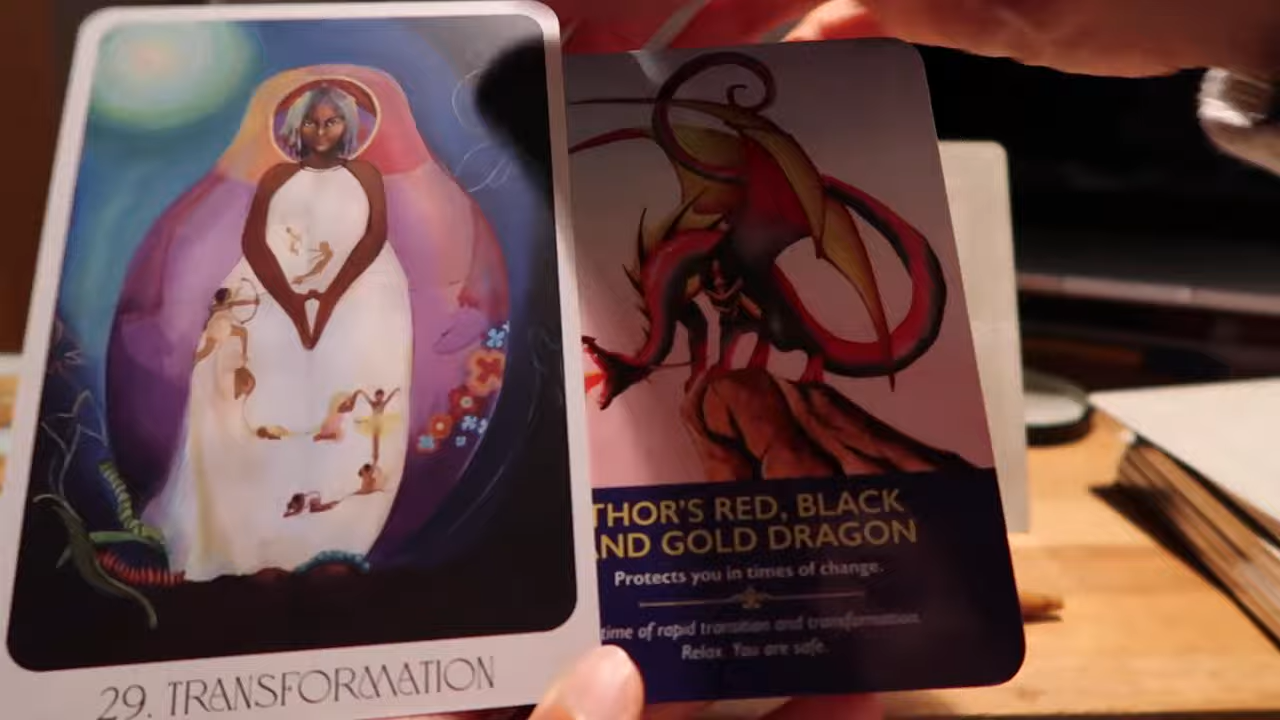 29. TRANSFORMATION
THOR'S RED, BLACK
AND GOLD DRAGON
Protects you in times of change.
time of rapid transition and transformation.
Relax. You are safe.